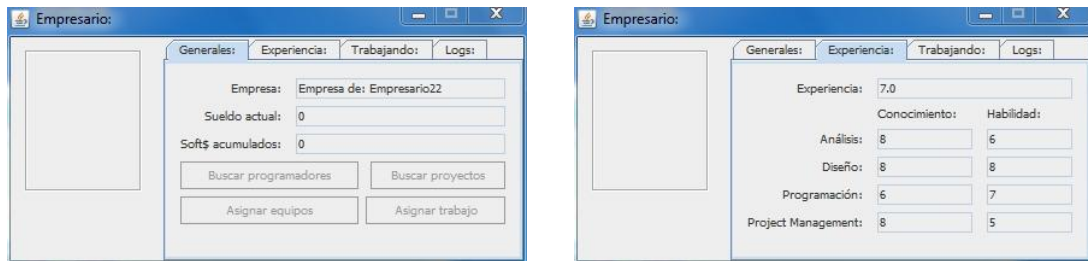 Empresario:
Generales: Experiencia: Trabajando: Logs:
Empresa: Empresa de: Empresario22
Sueldo actual: 0
Soft$ acumulados: 0
Buscar programadores Buscar proyectos
Asignar equipos Asignar trabajo
Empresario:
Generales: Experiencia: Trabajando: Logs:
Experiencia: 7.0
Conocimiento: Habilidad:
Análisis: 8 6
Diseño: 8 8
Programación: 6 7
Project Management: 8 5